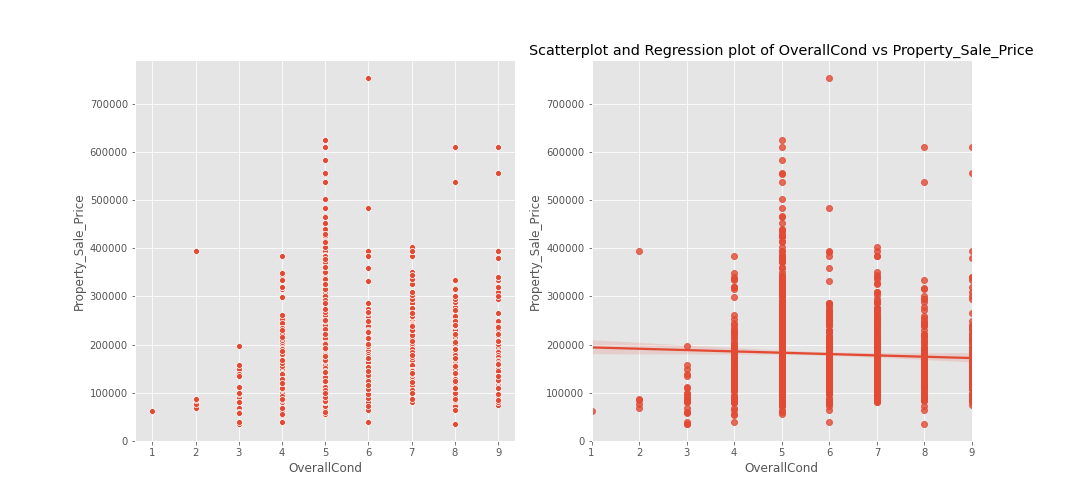 Scatterplot and Regression plot of OverallCond vs Property_Sale_Price
Property_Sale_Price
700000
600000
500000
400000
300000
200000
100000
0
1 2 3 4 5 6 7 8 9
OverallCond
Property_Sale_Price
700000
600000
500000
400000
300000
200000
100000
0
1 2 3 4 5 6 7 8 9
OverallCond